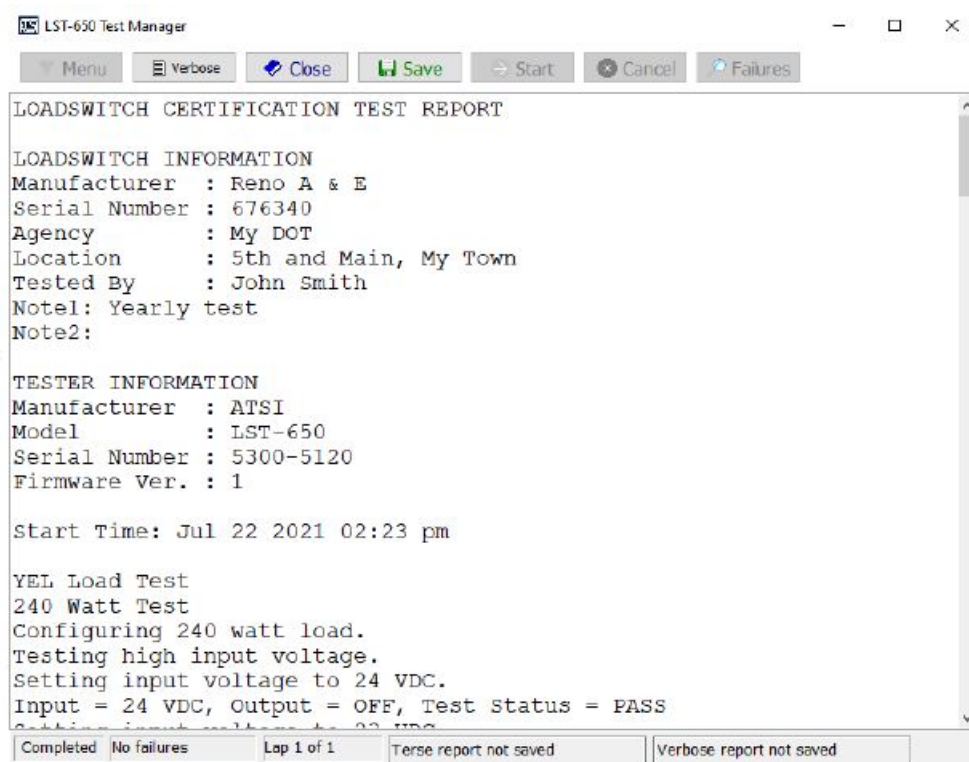 LST-650 Test Manager
Menu Verbose Close Save Start Cancel Failures
LOADSWITCH CERTIFICATION TEST REPORT
LOADSWITCH INFORMATION
Manufacturer : Reno A & E
Serial Number : 676340
Agency : My DOT
Location : 5th and Main, My Town
Tested By : John Smith
Note1: Yearly test
Note2:
TESTER INFORMATION
Manufacturer : ATSI
Model : LST-650
Serial Number : 5300-5120
Firmware Ver. : 1
Start Time: Jul 22 2021 02:23 pm
YEL Load Test
240 Watt Test
Configuring 240 watt load.
Testing high input voltage.
Setting input voltage to 24 VDC.
Input = 24 VDC, Output = OFF, Test Status = PASS
Completed No failures Lap 1 of 1 Terse report not saved Verbose report not saved